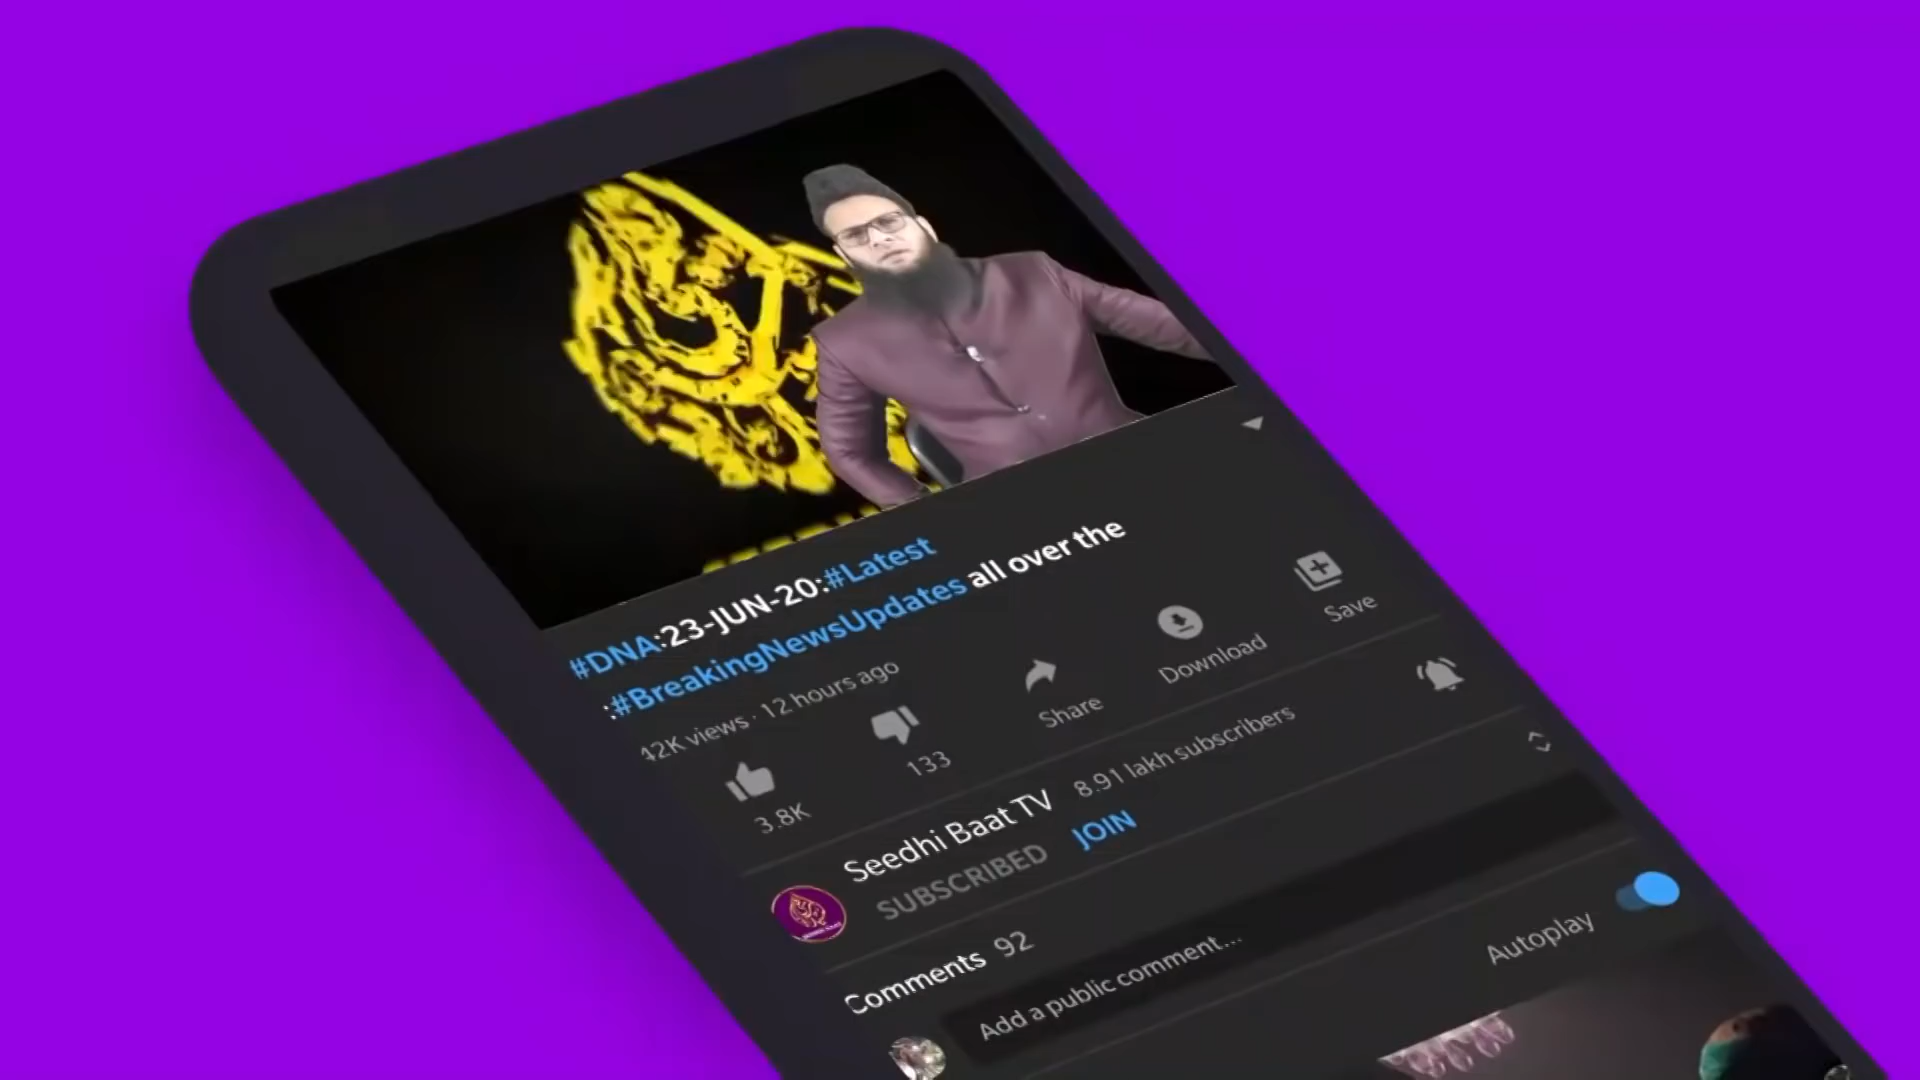 #DNA:23-JUN-20:#Latest
:#BreakingNewsUpdates all over the
42K views · 12 hours ago
3.8K
133
Share
Download
Save
Seedhi Baat TV 8.91 lakh subscribers
SUBSCRIBED JOIN
Comments 92
Add a public comment...
Autoplay